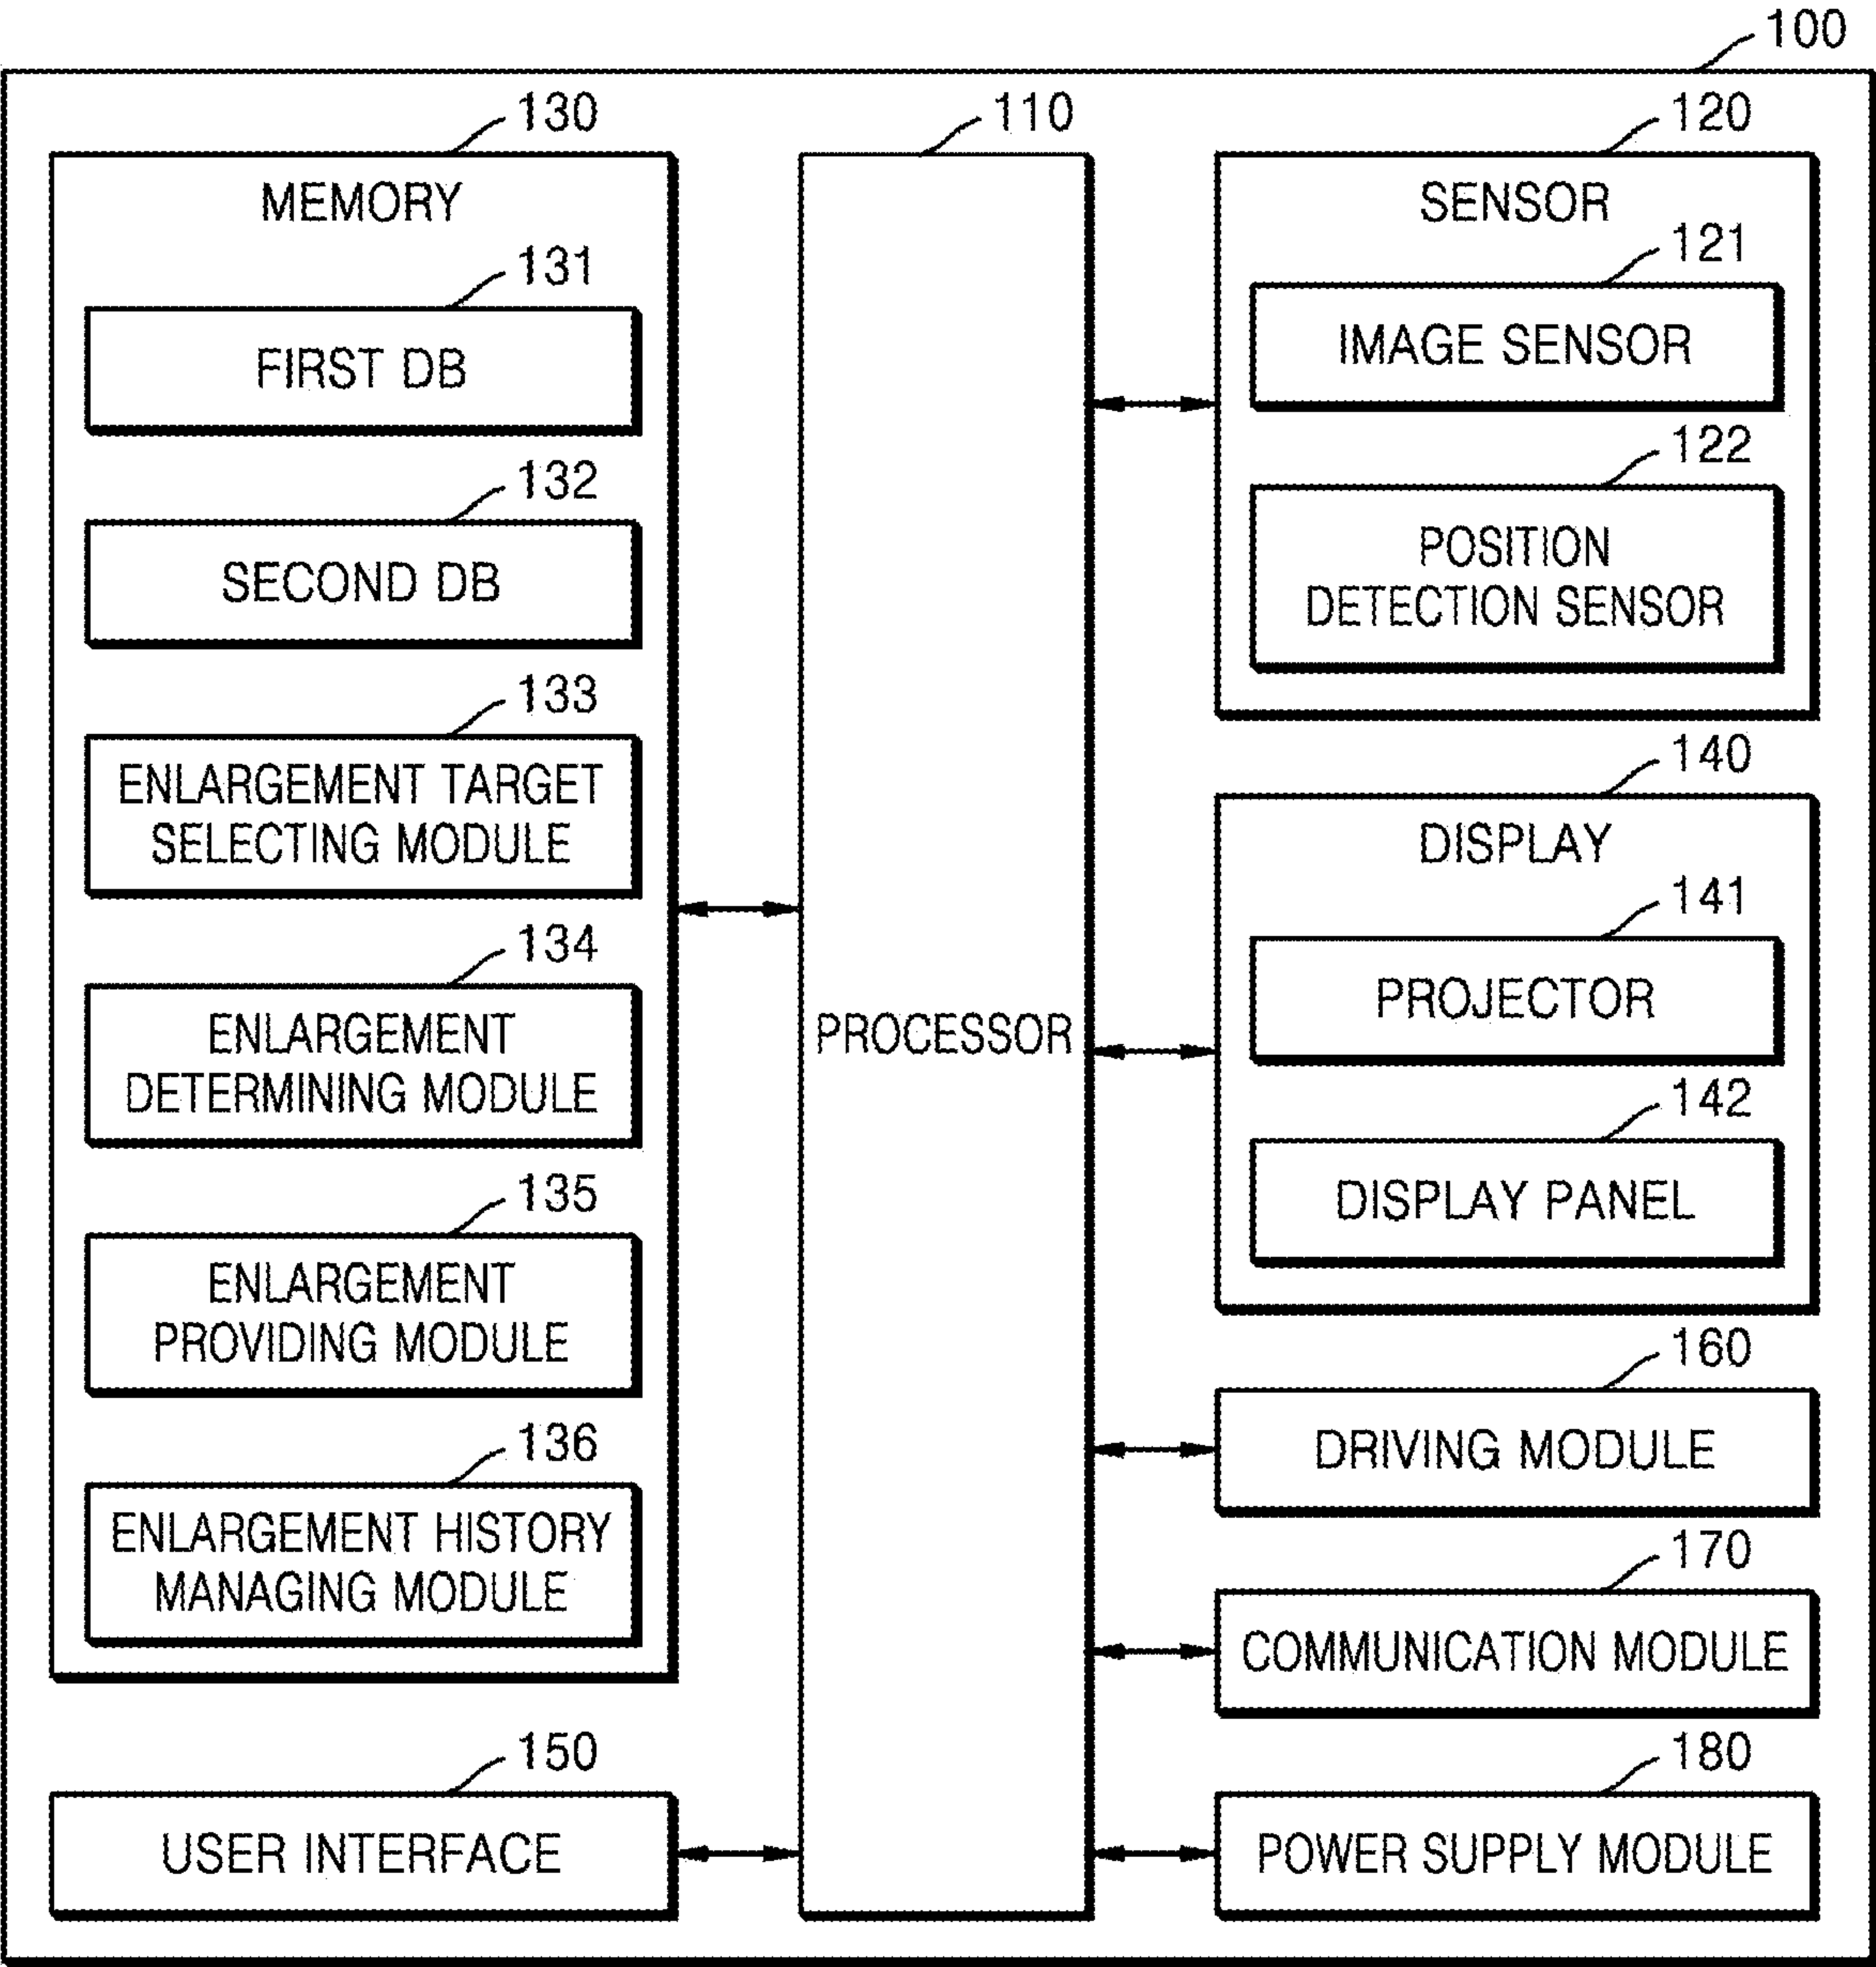 100
130
MEMORY
131
FIRST DB
132
SECOND DB
133
ENLARGEMENT TARGET
SELECTING MODULE
134
ENLARGEMENT
DETERMINING MODULE
135
ENLARGEMENT
PROVIDING MODULE
136
ENLARGEMENT HISTORY
MANAGING MODULE
150
USER INTERFACE
110
PROCESSOR
120
SENSOR
121
IMAGE SENSOR
122
POSITION
DETECTION SENSOR
140
DISPLAY
141
PROJECTOR
142
DISPLAY PANEL
160
DRIVING MODULE
170
COMMUNICATION MODULE
180
POWER SUPPLY MODULE